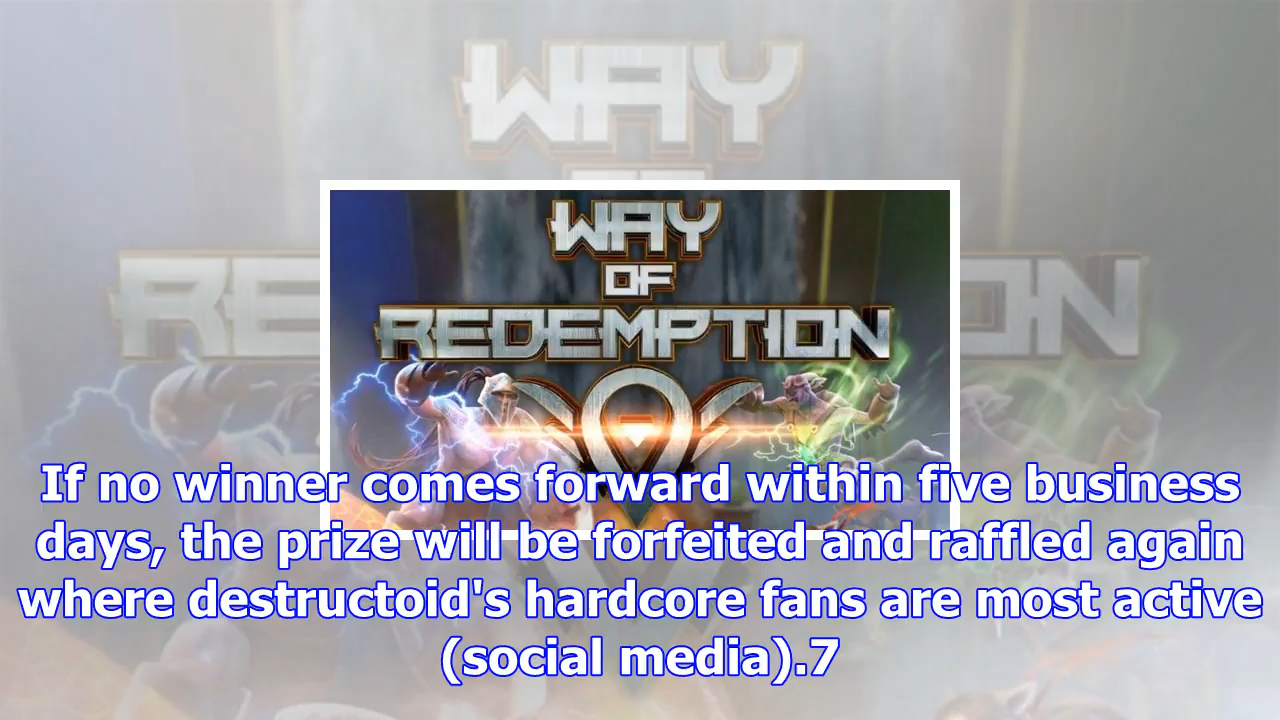 WAY
OF
REDEMPTION
If no winner comes forward within five business
days, the prize will be forfeited and raffled again
where destructoid's hardcore fans are most active
(social media).7